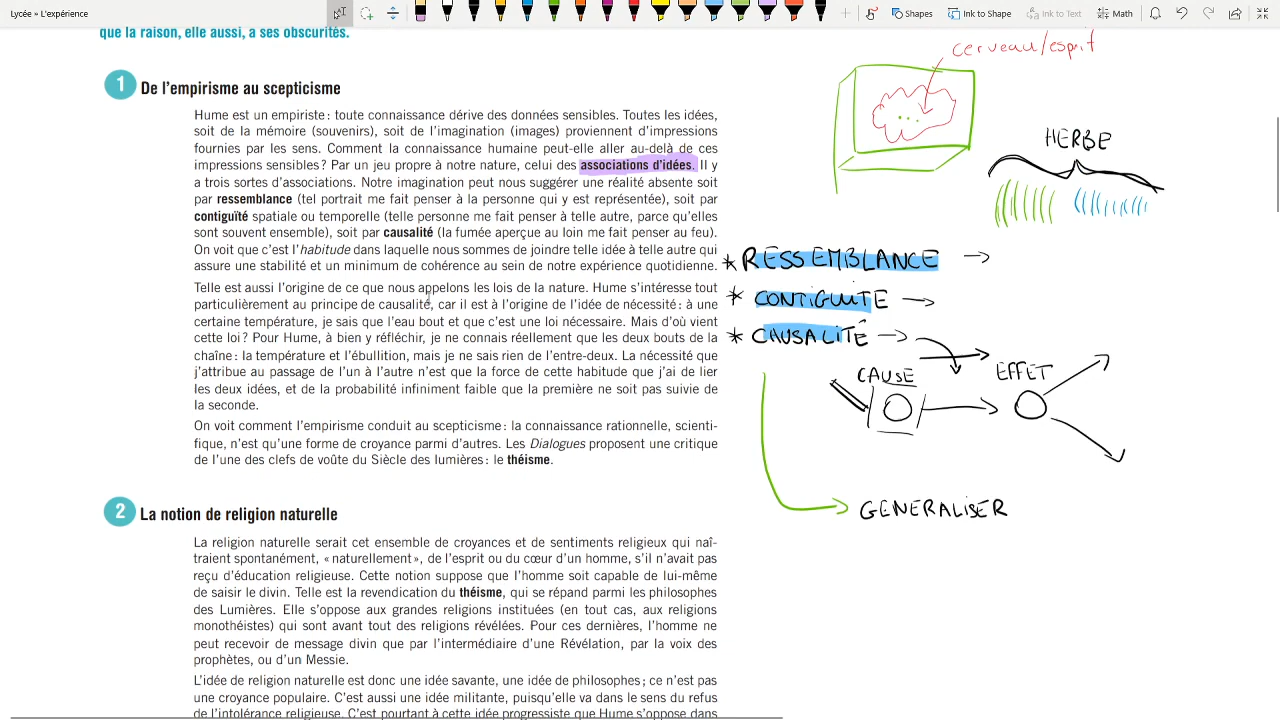 Lycée » L'expérience
Shapes
Ink to Shape
Ink to Text
Math
que la raison, elle aussi, a ses obscurités.
1 De l'empirisme au scepticisme
Hume est un empiriste : toute connaissance dérive des données sensibles. Toutes les idées,
soit de la mémoire (souvenirs), soit de l'imagination (images) proviennent d'impressions
fournies par les sens. Comment la connaissance humaine peut-elle aller au-delà de ces
impressions sensibles ? Par un jeu propre à notre nature, celui des associations d'idées. Il y
a trois sortes d'associations. Notre imagination peut nous suggérer une réalité absente soit
par ressemblance (tel portrait me fait penser à la personne qui y est représentée), soit par
contiguïté spatiale ou temporelle (telle personne me fait penser à telle autre, parce qu'elles
sont souvent ensemble), soit par causalité (la fumée aperçue au loin me fait penser au feu).
On voit que c'est l'habitude dans laquelle nous sommes de joindre telle idée à telle autre qui
assure une stabilité et un minimum de cohérence au sein de notre expérience quotidienne.
Telle est aussi l'origine de ce que nous appelons les lois de la nature. Hume s'intéresse tout
particulièrement au principe de causalité, car il est à l'origine de l'idée de nécessité : à une
certaine température, je sais que l'eau bout et que c'est une loi nécessaire. Mais d'où vient
cette loi ? Pour Hume, à bien y réfléchir, je ne connais réellement que les deux bouts de la
chaîne : la température et l'ébullition, mais je ne sais rien de l'entre-deux. La nécessité que
j'attribue au passage de l'un à l'autre n'est que la force de cette habitude que j'ai de lier
les deux idées, et de la probabilité infiniment faible que la première ne soit pas suivie de
la seconde.
On voit comment l'empirisme conduit au scepticisme : la connaissance rationnelle, scienti-
fique, n'est qu'une forme de croyance parmi d'autres. Les Dialogues proposent une critique
de l'une des clefs de voûte du Siècle des lumières : le théisme.
2 La notion de religion naturelle
La religion naturelle serait cet ensemble de croyances et de sentiments religieux qui naî-
traient spontanément, « naturellement », de l'esprit ou du cœur d'un homme, s'il n'avait pas
reçu d'éducation religieuse. Cette notion suppose que l'homme soit capable de lui-même
de saisir le divin. Telle est la revendication du théisme, qui se répand parmi les philosophes
des Lumières. Elle s'oppose aux grandes religions instituées (en tout cas, aux religions
monothéistes) qui sont avant tout des religions révélées. Pour ces dernières, l'homme ne
peut recevoir de message divin que par l'intermédiaire d'une Révélation, par la voix des
prophètes, ou d'un Messie.
L'idée de religion naturelle est donc une idée savante, une idée de philosophes ; ce n'est pas
une croyance populaire. C'est aussi une idée militante, puisqu'elle va dans le sens du refus
de l'intolérance religieuse. C'est pourtant à cette idée progressiste que Hume s'oppose dans
cerveau/esprit
HERBE
* RESSEMBLANCE →
* CONTIGUITE →
* CAUSALITÉ →
CAUSE
EFFET
GENERALISER